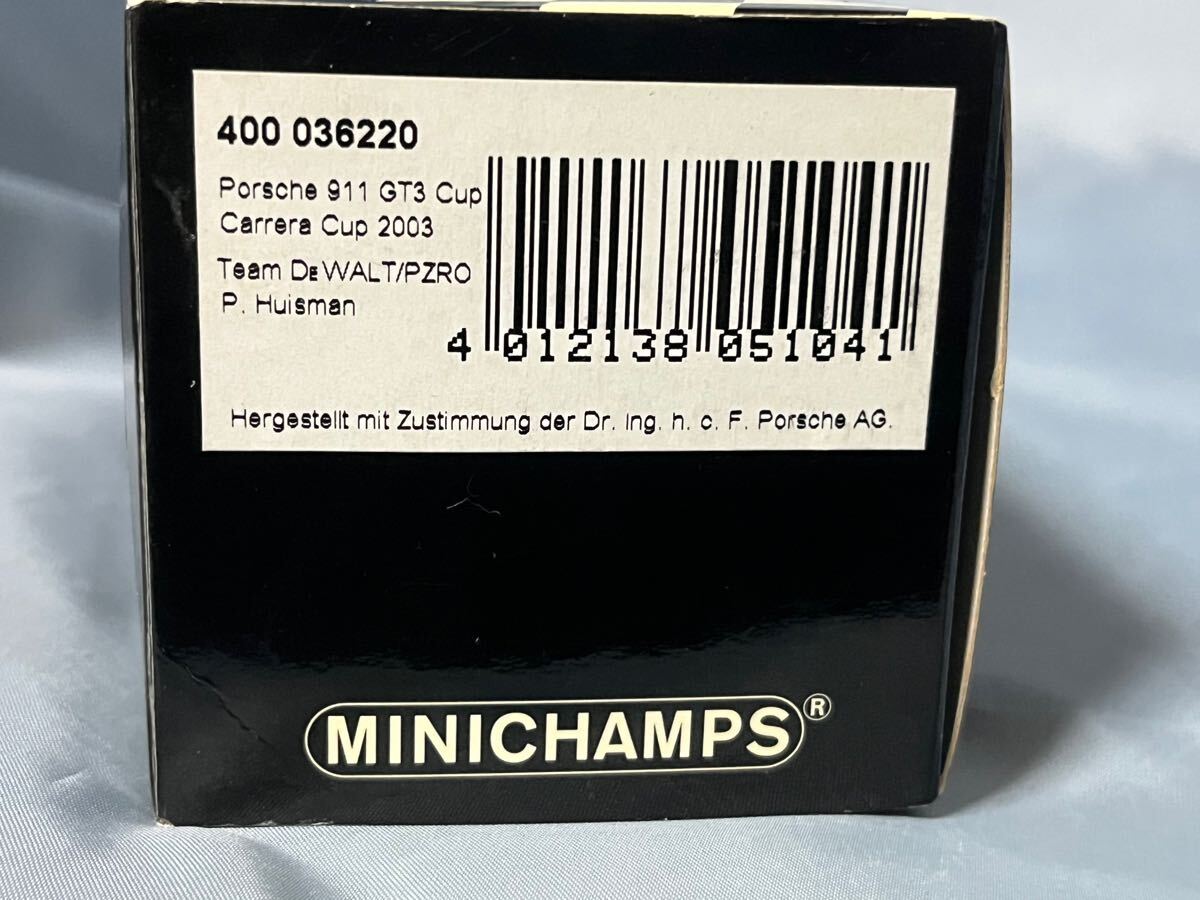 400 036220
Porsche 911 GT3 Cup
Carrera Cup 2003
Team DEWALT/PZRO
P. Huisman
4 012138 051041
Hergestellt mit Zustimmung der Dr. Ing. h. c. F. Porsche AG.
MINICHAMPS®